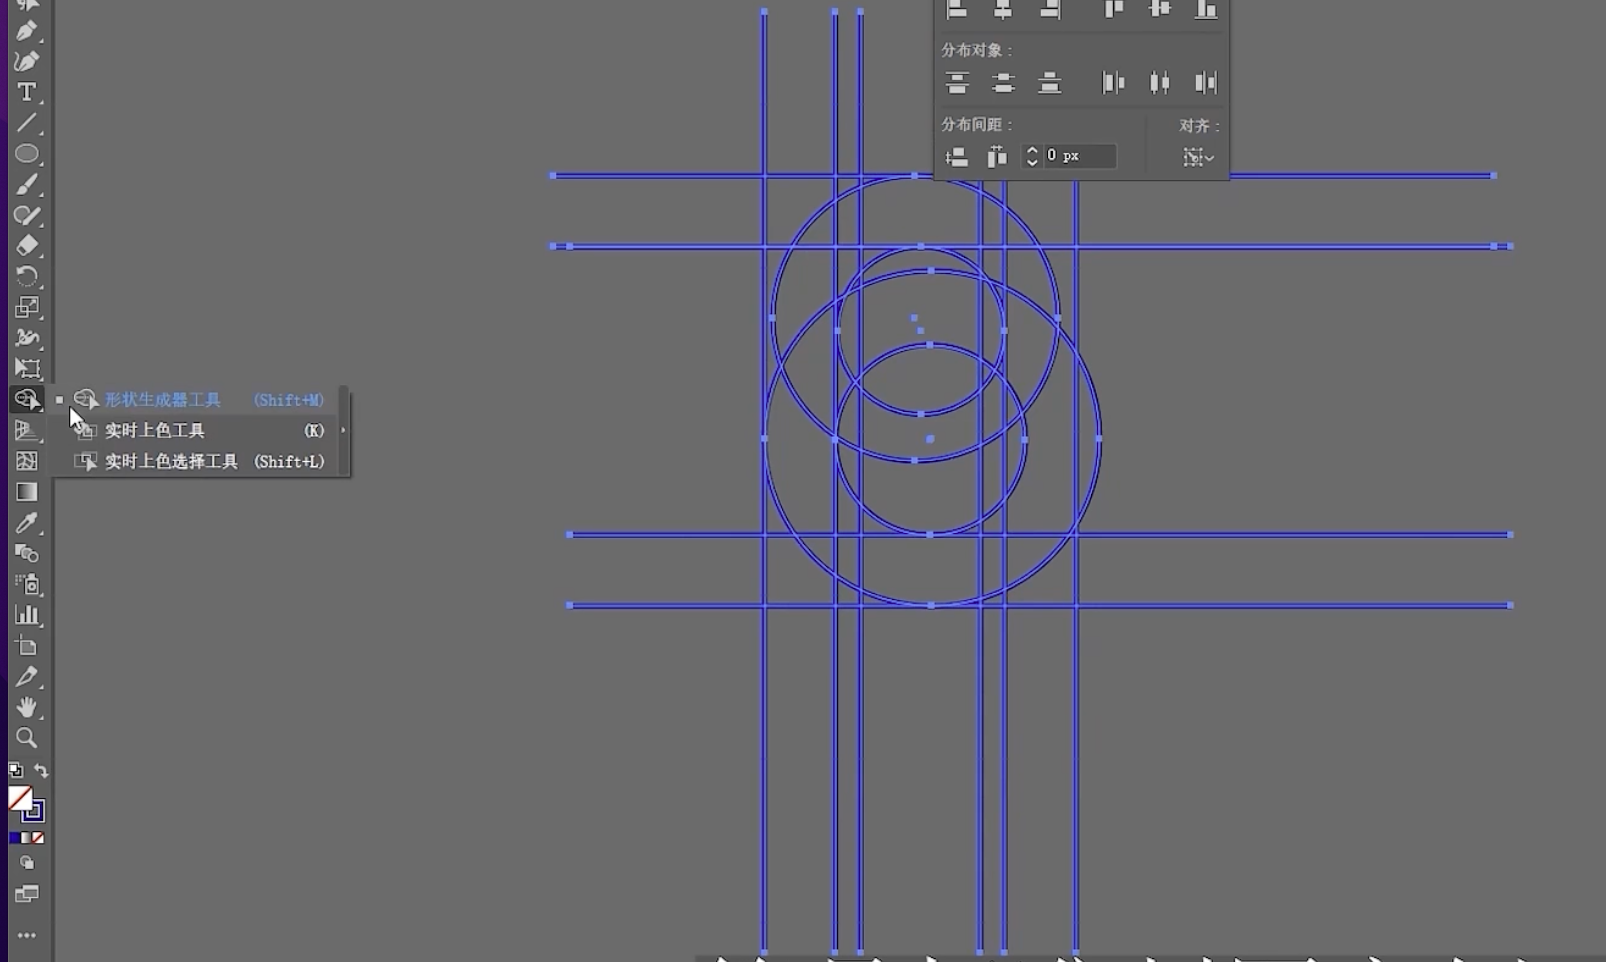 分布对象：
分布间距：
对齐：
0 px
形状生成器工具 (Shift+M)
实时上色工具 (K)
实时上色选择工具 (Shift+L)